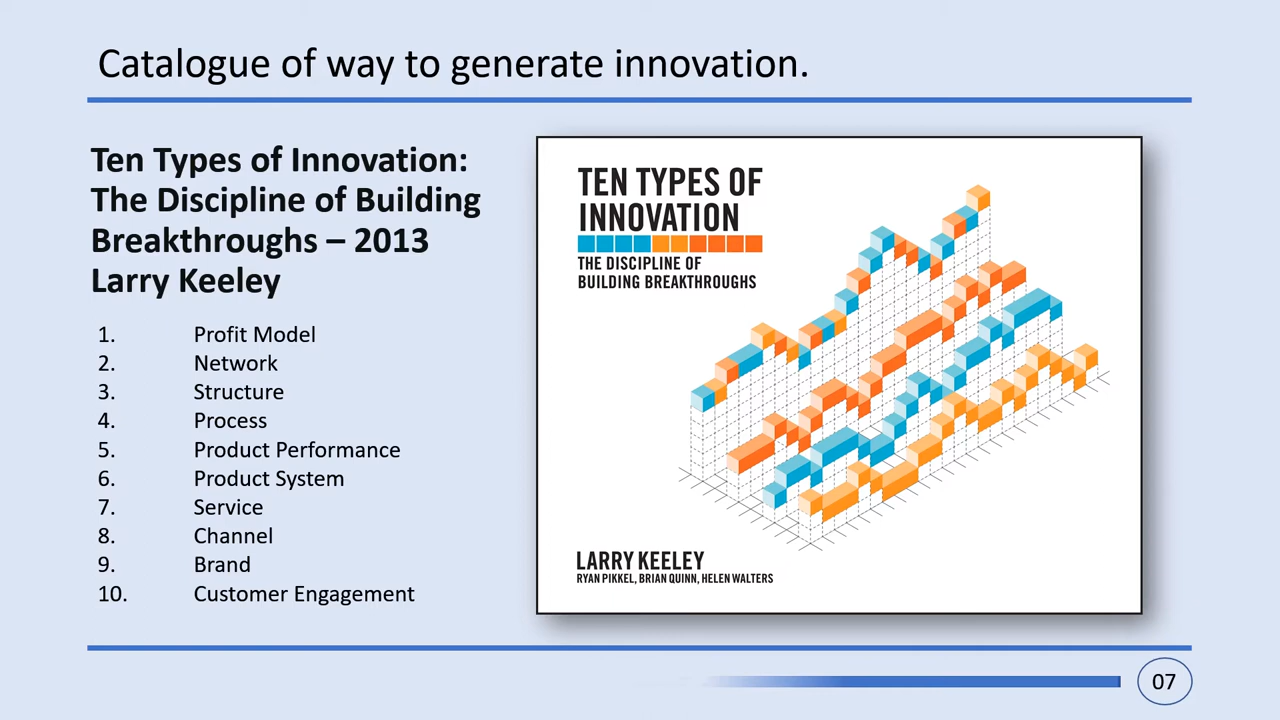 Catalogue of way to generate innovation.
Ten Types of Innovation:
The Discipline of Building
Breakthroughs – 2013
Larry Keeley
1. Profit Model
2. Network
3. Structure
4. Process
5. Product Performance
6. Product System
7. Service
8. Channel
9. Brand
10. Customer Engagement
TEN TYPES OF
INNOVATION
THE DISCIPLINE OF
BUILDING BREAKTHROUGHS
LARRY KEELEY
RYAN PIKKEL, BRIAN QUINN, HELEN WALTERS
07